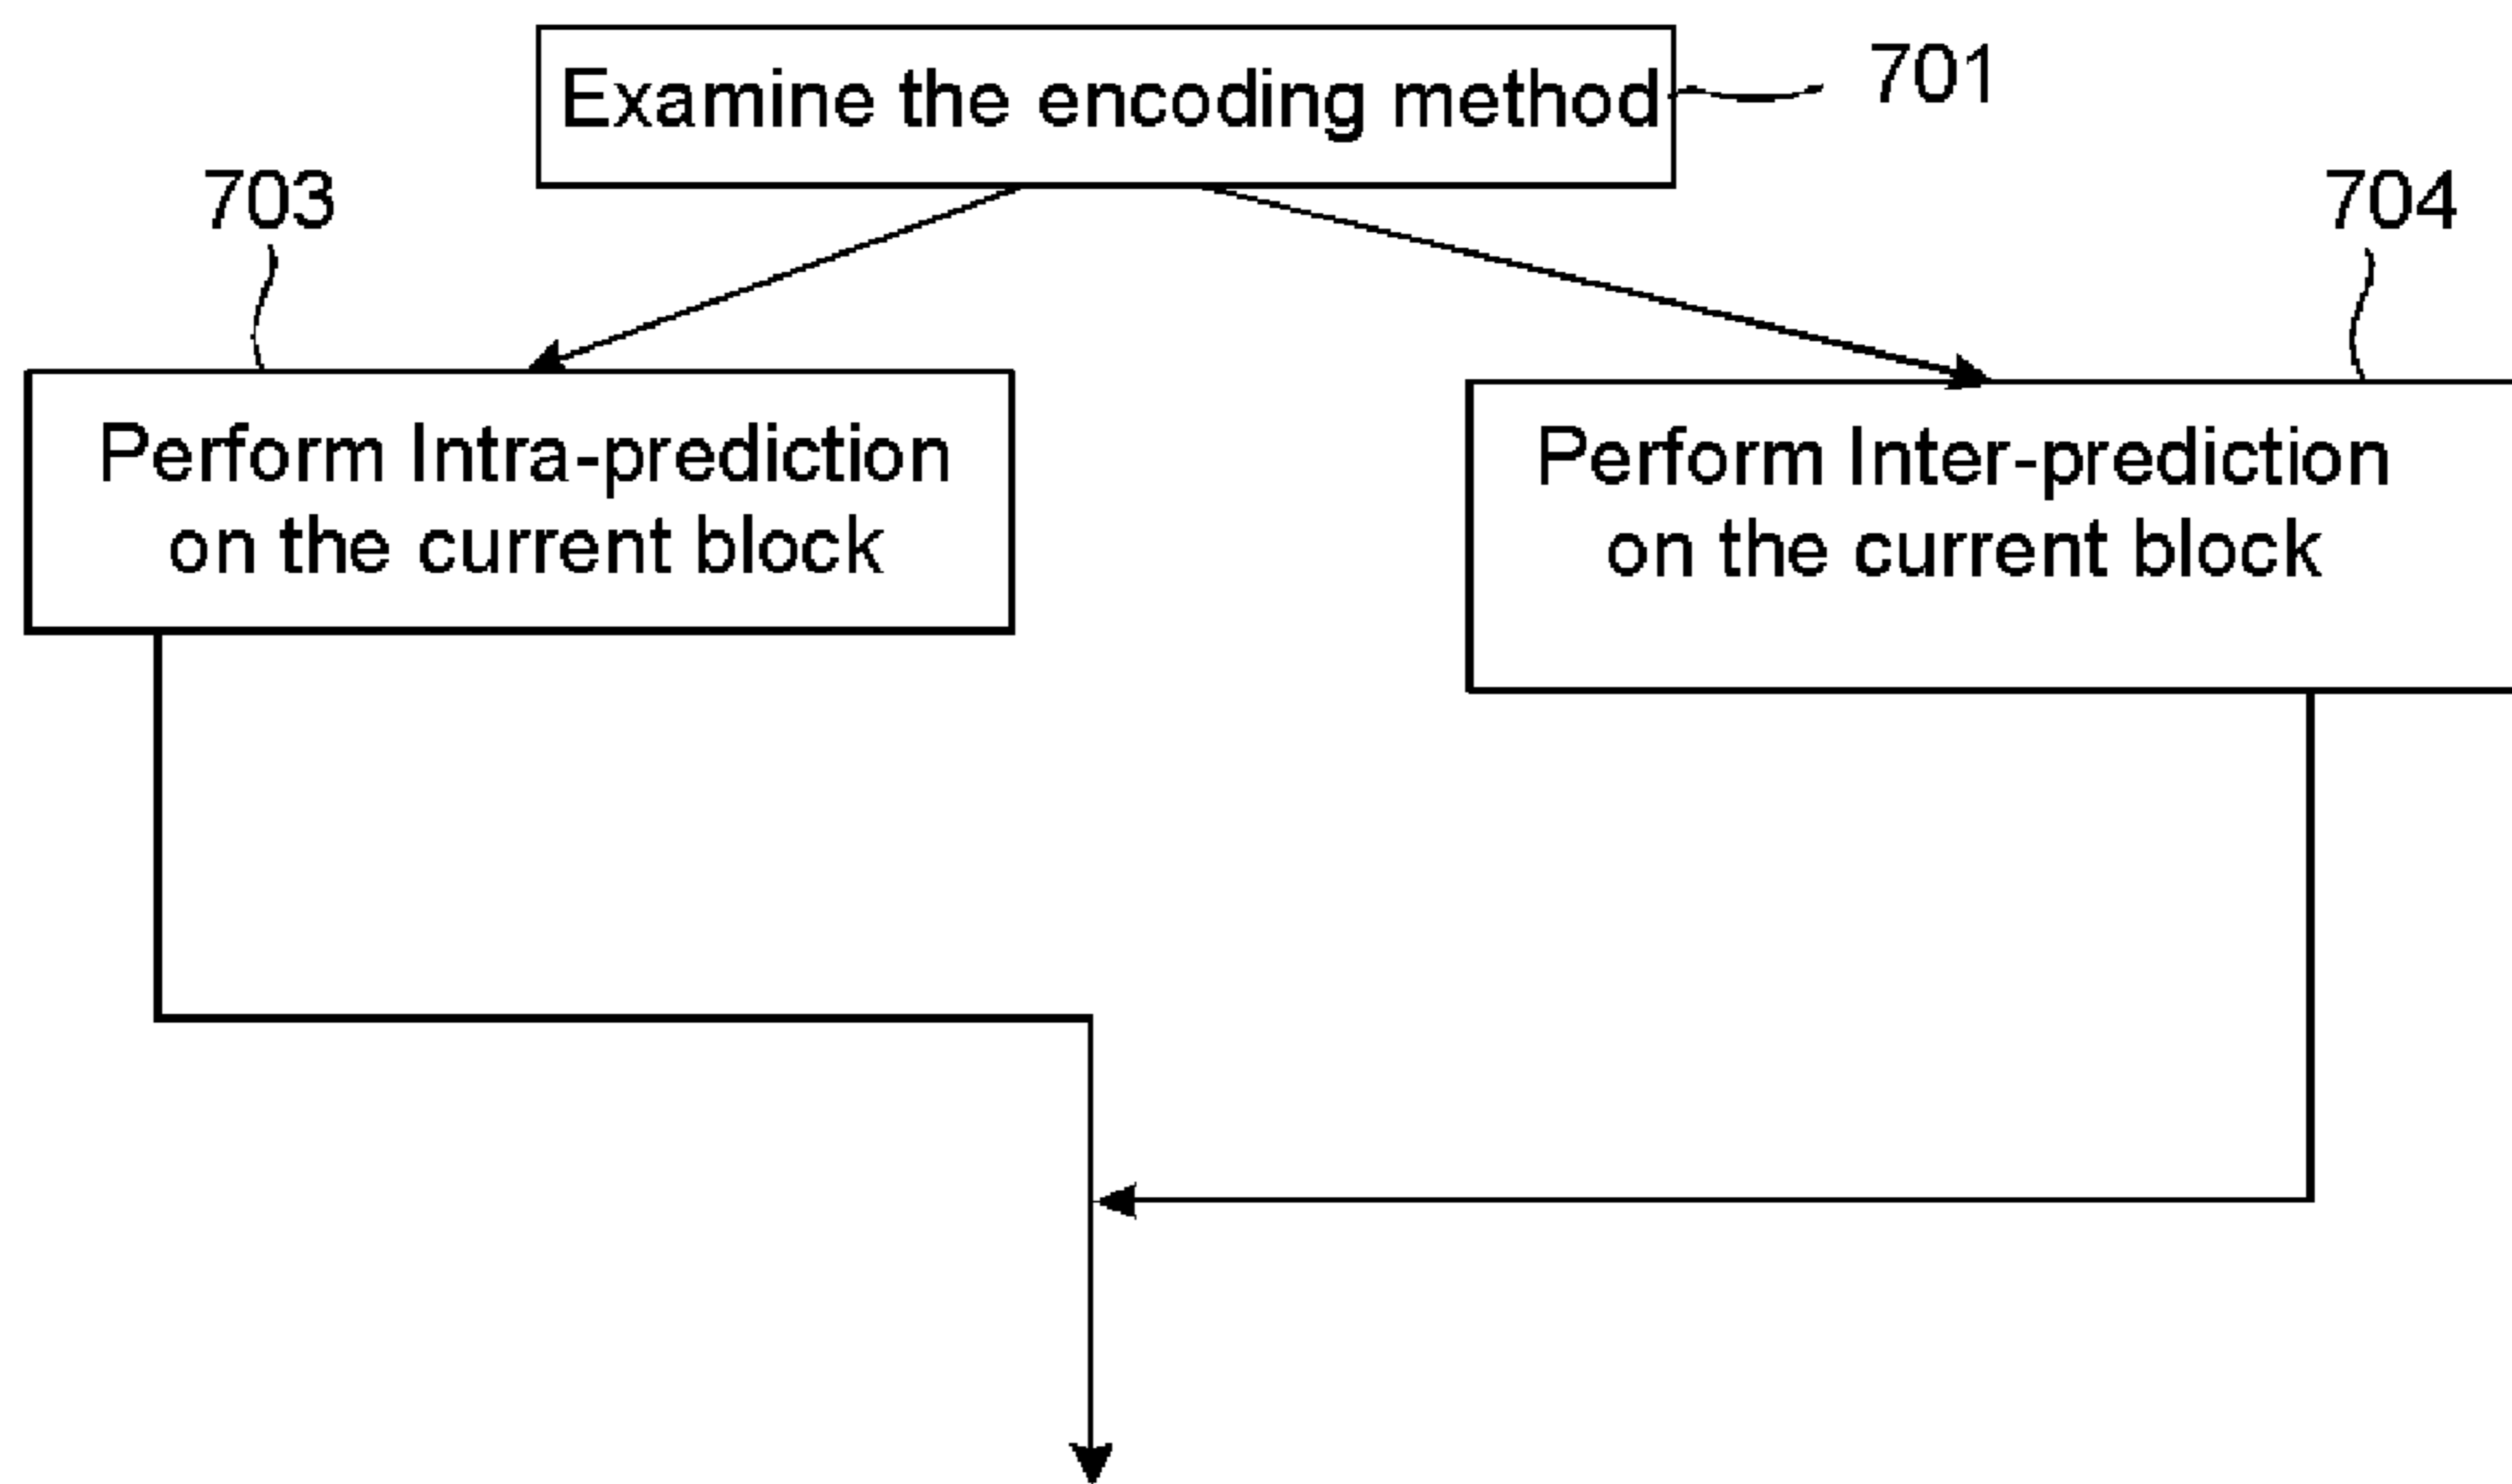 Examine the encoding method
701
703
704
Perform Intra-prediction
on the current block
Perform Inter-prediction
on the current block